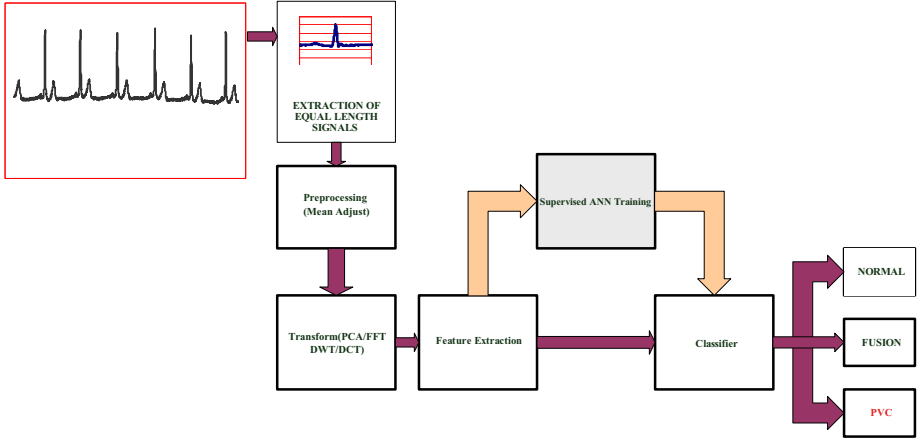 EXTRACTION OF
EQUAL LENGTH
SIGNALS
Preprocessing
(Mean Adjust)
Supervised ANN Training
Transform(PCA/FFT
DWT/DCT)
Feature Extraction
Classifier
NORMAL
FUSION
PVC